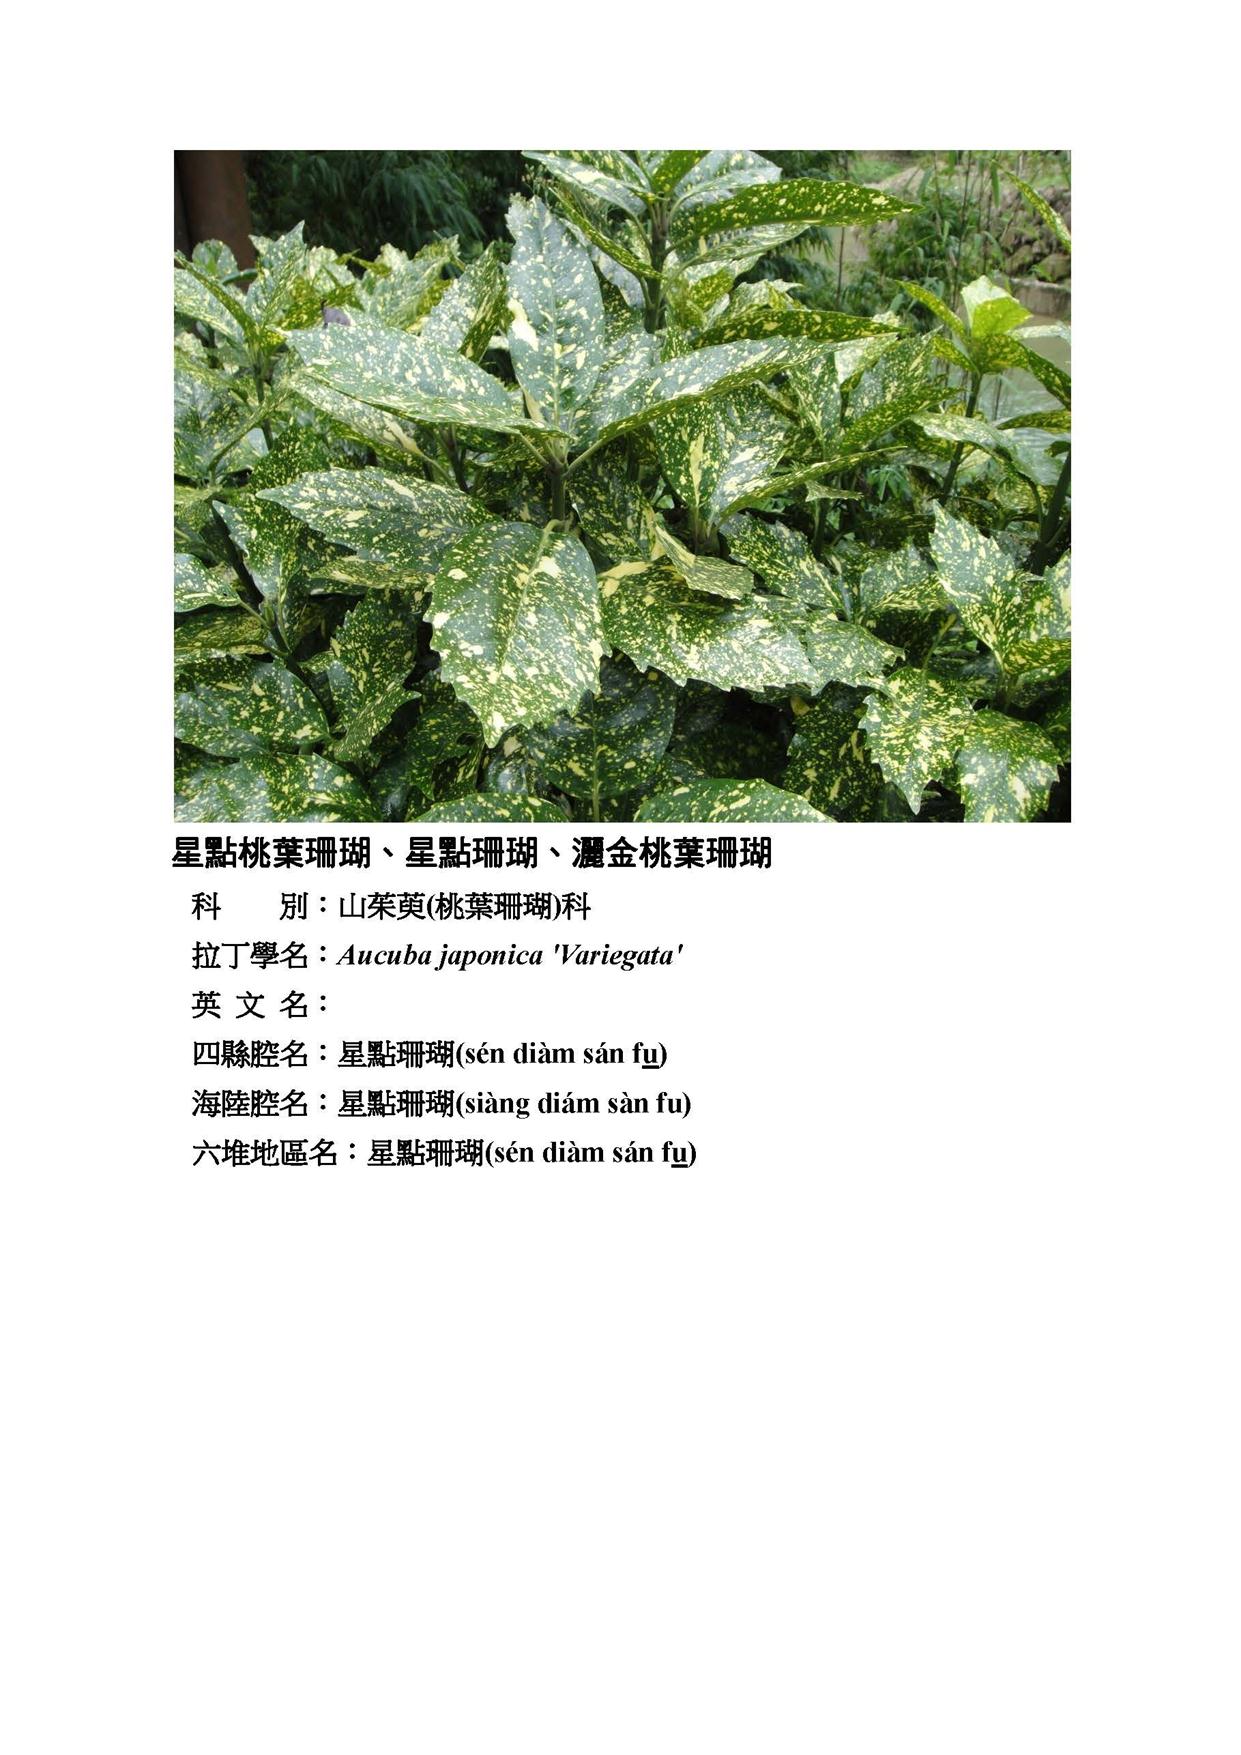 星點桃葉珊瑚、星點珊瑚、灑金桃葉珊瑚
科　　別：山茱萸(桃葉珊瑚)科
拉丁學名：Aucuba japonica 'Variegata'
英 文 名：
四縣腔名：星點珊瑚(sén diàm sán fu)
海陸腔名：星點珊瑚(siàng diám sàn fu)
六堆地區名：星點珊瑚(sén diàm sán fu)